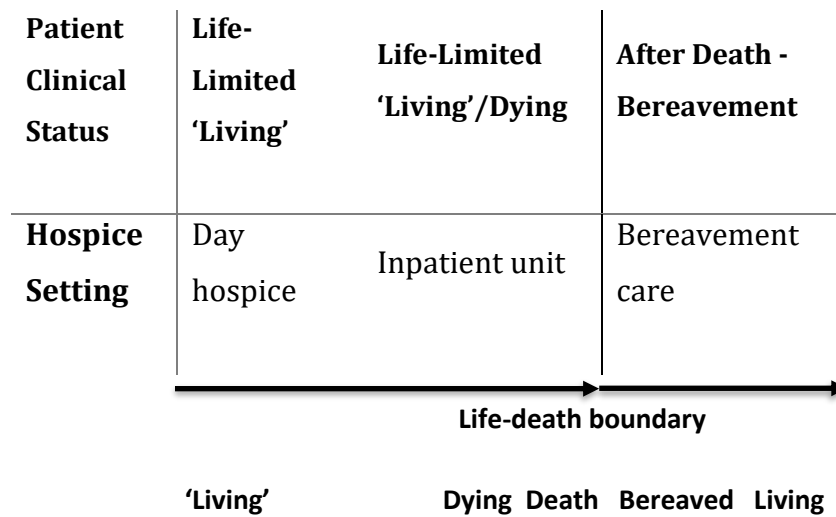 Patient
Clinical
Status
Life-
Limited
‘Living’
Life-Limited
‘Living’/Dying
After Death -
Bereavement
Hospice
Setting
Day
hospice
Inpatient unit
Bereavement
care
Life-death boundary
‘Living’ Dying Death Bereaved Living